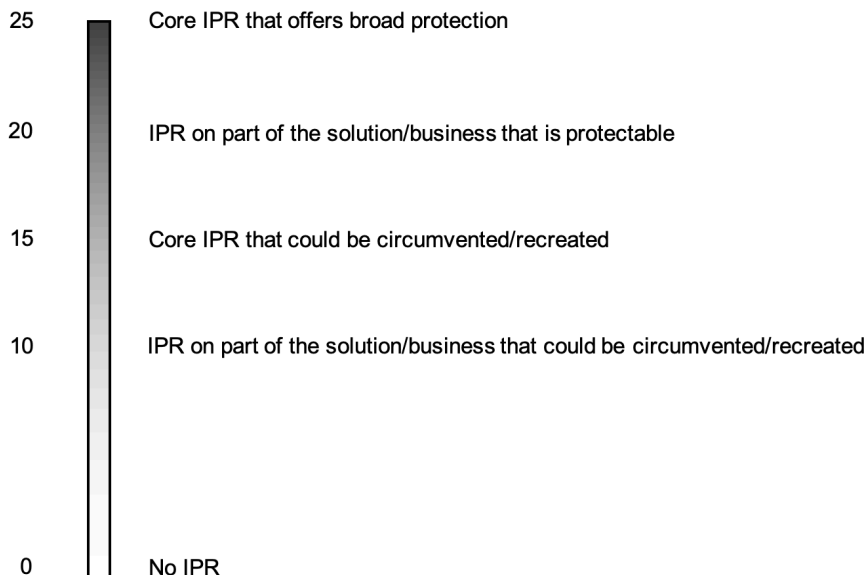 25 Core IPR that offers broad protection
20 IPR on part of the solution/business that is protectable
15 Core IPR that could be circumvented/recreated
10 IPR on part of the solution/business that could be circumvented/recreated
0 No IPR